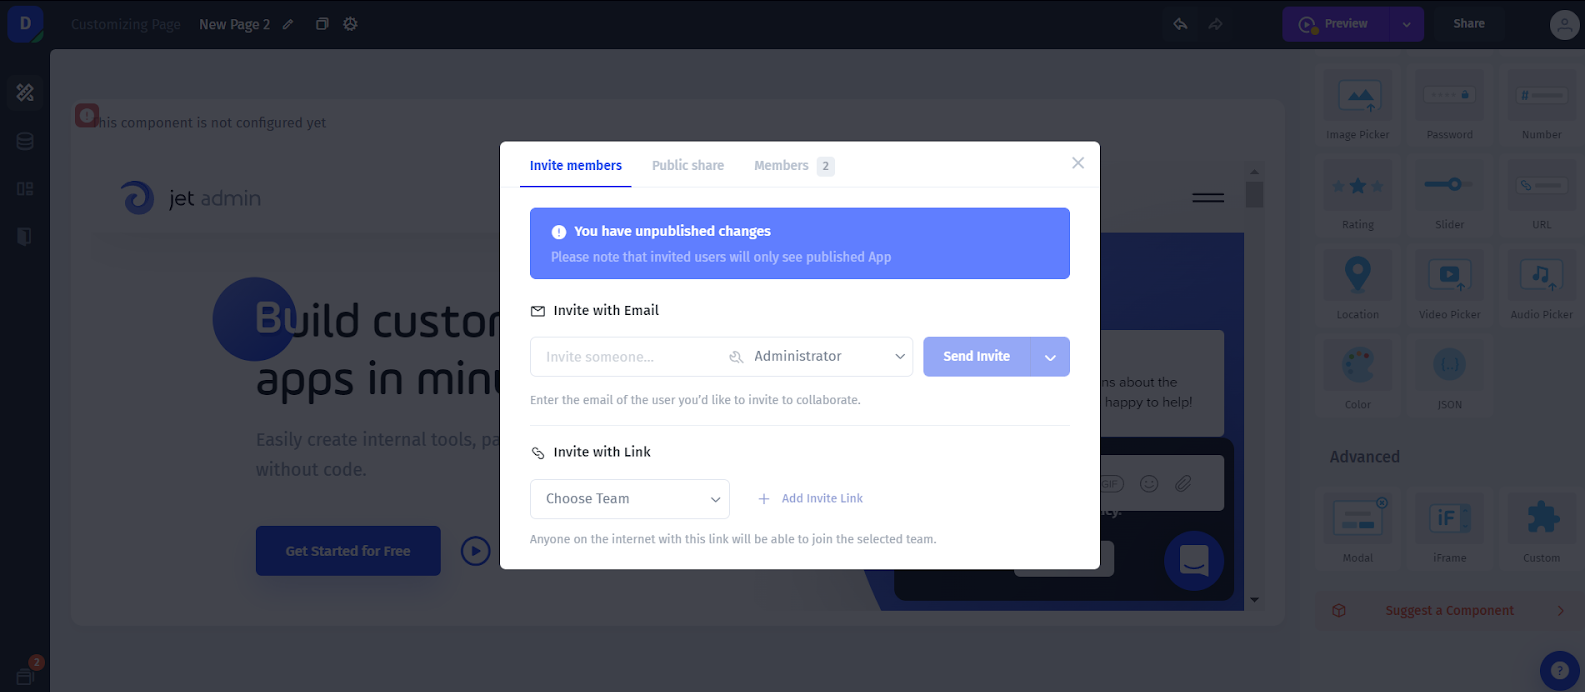 D
Customizing Page
New Page 2
Preview
Share
This component is not configured yet
jet admin
Build custom
apps in minu
Easily create internal tools, pa
without code.
Get Started for Free
Invite members
Public share
Members 2
You have unpublished changes
Please note that invited users will only see published App
Invite with Email
Invite someone...
Administrator
Send Invite
Enter the email of the user you'd like to invite to collaborate.
Invite with Link
Choose Team
Add Invite Link
Anyone on the internet with this link will be able to join the selected team.
ns about the
happy to help!
GIF
cy.
Image Picker
Password
#
Number
Rating
Slider
URL
Location
Video Picker
Audio Picker
Color
{..}
JSON
Advanced
Modal
iF
iFrame
Custom
Suggest a Component
2
?